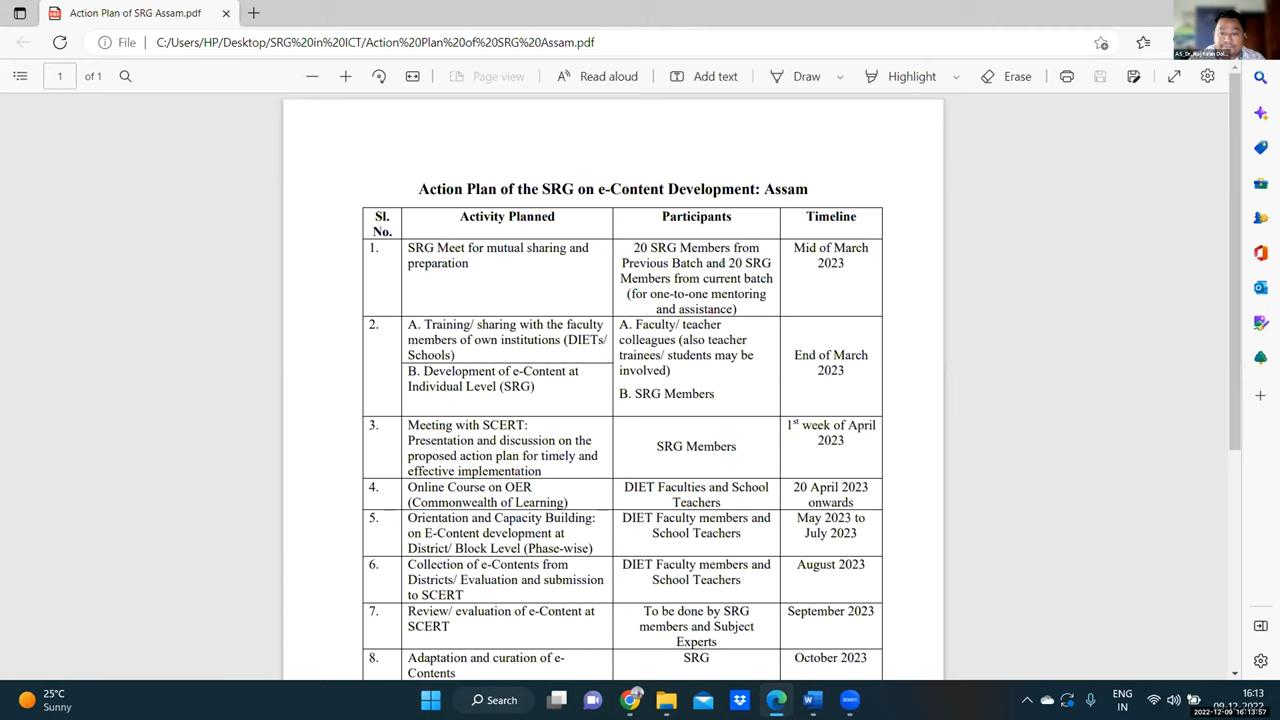 Action Plan of SRG Assam.pdf
File
C:/Users/HP/Desktop/SRG%20in%20ICT/Action%20Plan%20of%20SRG%20Assam.pdf
1
of 1
Page view
Read aloud
Add text
Draw
Highlight
Erase
Action Plan of the SRG on e-Content Development: Assam
Sl.
No.
Activity Planned
Participants
Timeline
1.
SRG Meet for mutual sharing and
preparation
20 SRG Members from
Previous Batch and 20 SRG
Members from current batch
(for one-to-one mentoring
and assistance)
Mid of March
2023
2.
A. Training/ sharing with the faculty
members of own institutions (DIETs/
Schools)
B. Development of e-Content at
Individual Level (SRG)
A. Faculty/ teacher
colleagues (also teacher
trainees/ students may be
involved)
B. SRG Members
End of March
2023
3.
Meeting with SCERT:
Presentation and discussion on the
proposed action plan for timely and
effective implementation
SRG Members
1st week of April
2023
4.
Online Course on OER
(Commonwealth of Learning)
DIET Faculties and School
Teachers
20 April 2023
onwards
5.
Orientation and Capacity Building:
on E-Content development at
District/ Block Level (Phase-wise)
DIET Faculty members and
School Teachers
May 2023 to
July 2023
6.
Collection of e-Contents from
Districts/ Evaluation and submission
to SCERT
DIET Faculty members and
School Teachers
August 2023
7.
Review/ evaluation of e-Content at
SCERT
To be done by SRG
members and Subject
Experts
September 2023
8.
Adaptation and curation of e-
Contents
SRG
October 2023
25°C
Sunny
Search
ENG
IN
16:13
09-12-2022
2022-12-09 16:13:57